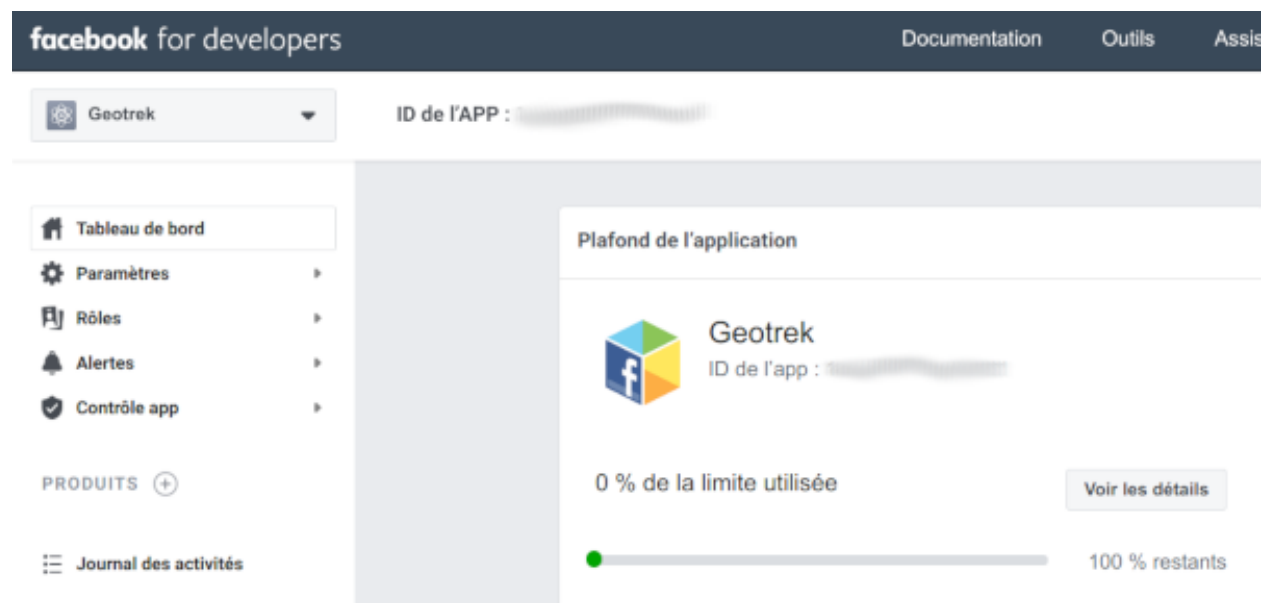 facebook for developers
Documentation
Outils
Geotrek
ID de l'APP :
Tableau de bord
Paramètres
Rôles
Alertes
Contrôle app
PRODUITS
Journal des activités
Plafond de l'application
Geotrek
ID de l'app :
0 % de la limite utilisée
Voir les détails
100 % restants